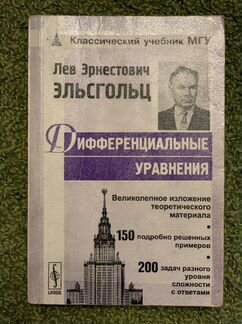 Классический учебник МГУ
Лев Эрнестович
ЭЛЬСГОЛЬЦ
Дифференциальные
уравнения
Великолепное изложение
теоретического
материала
•
150 подробно решенных
примеров
•
200 задач разного
уровня
сложности
с ответами
URSS